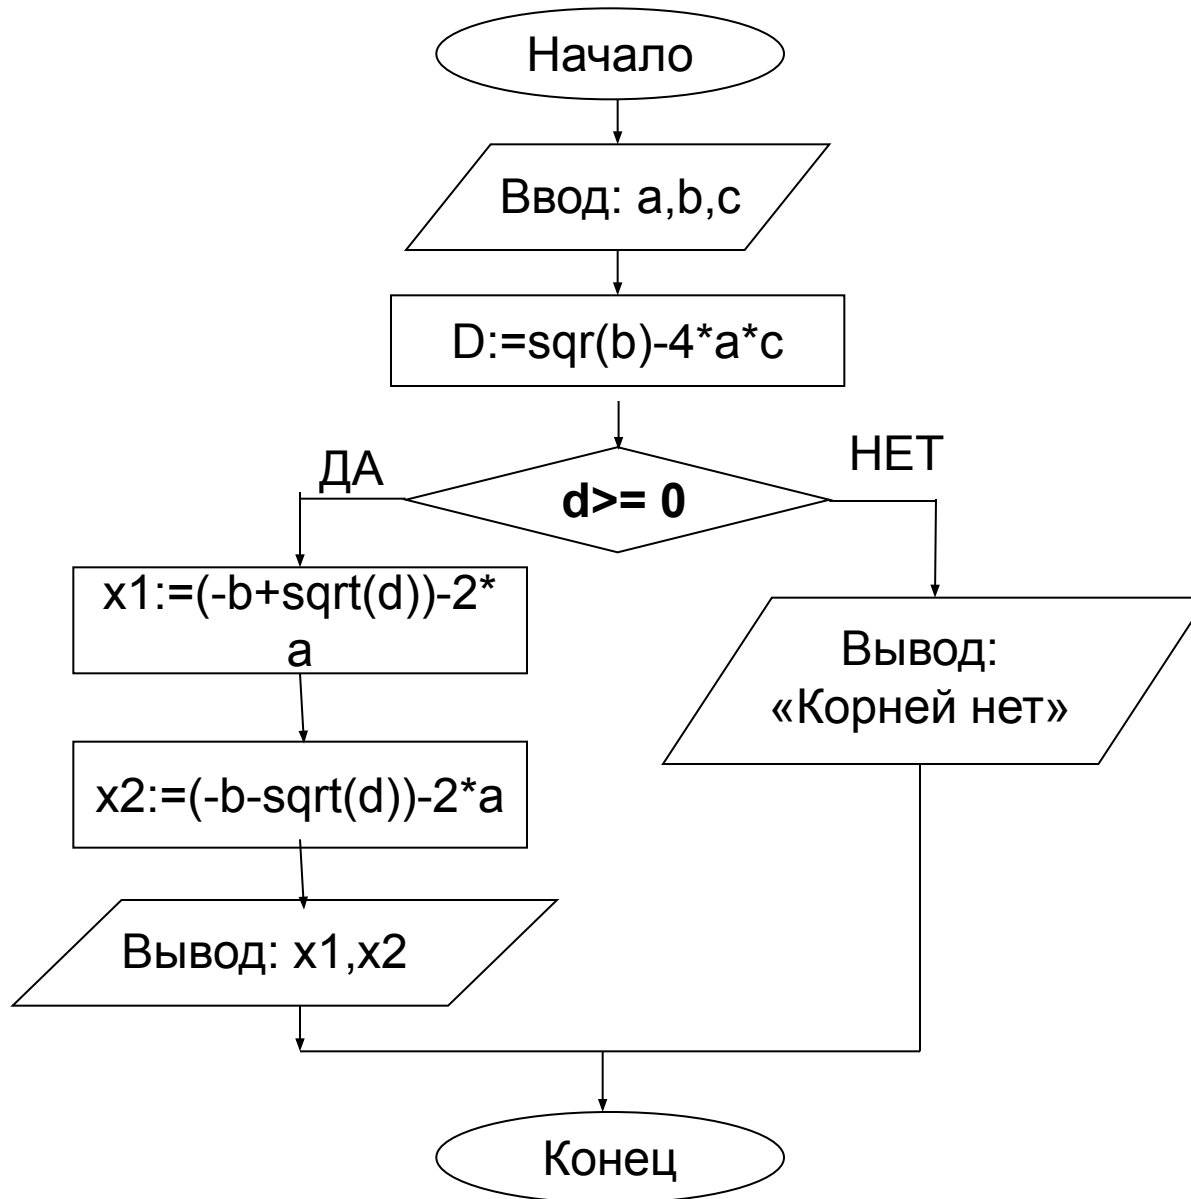 Начало
Ввод: a,b,c
D:=sqr(b)-4*a*c
ДА
НЕТ
d>= 0
x1:=(-b+sqrt(d))-2*
a
Вывод:
«Корней нет»
x2:=(-b-sqrt(d))-2*a
Вывод: x1,x2
Конец